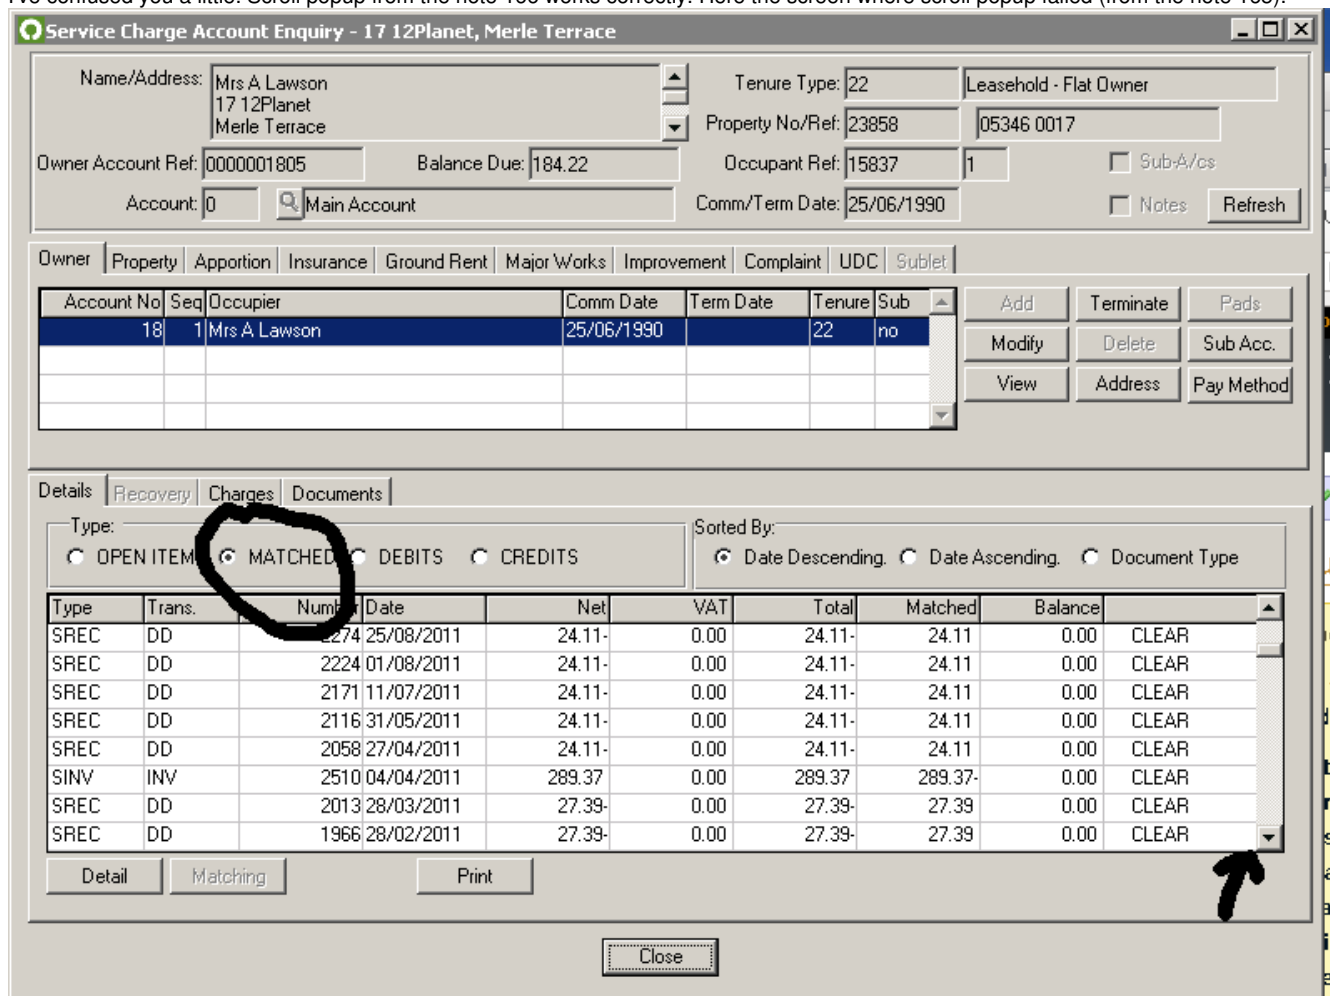 Service Charge Account Enquiry - 17 12Planet, Merle Terrace
Name/Address: Mrs A Lawson
17 12Planet
Merle Terrace
Tenure Type: 22 Leasehold - Flat Owner
Property No/Ref: 23858 05346 0017
Owner Account Ref: 0000001805 Balance Due: 184.22 Occupant Ref: 15837 1 Sub-A/cs
Account: 0 Main Account Comm/Term Date: 25/06/1990 Notes Refresh
Owner Property Apportion Insurance Ground Rent Major Works Improvement Complaint UDC Sublet
Account No Seq Occupier Comm Date Term Date Tenure Sub
18 1 Mrs A Lawson 25/06/1990 22 no
Add Terminate Pads
Modify Delete Sub Acc.
View Address Pay Method
Details Recovery Charges Documents
Type: Sorted By:
OPEN ITEM MATCHED DEBITS CREDITS Date Descending. Date Ascending. Document Type
Type Trans. Number Date Net VAT Total Matched Balance
SREC DD 2274 25/08/2011 24.11- 0.00 24.11- 24.11 0.00 CLEAR
SREC DD 2224 01/08/2011 24.11- 0.00 24.11- 24.11 0.00 CLEAR
SREC DD 2171 11/07/2011 24.11- 0.00 24.11- 24.11 0.00 CLEAR
SREC DD 2116 31/05/2011 24.11- 0.00 24.11- 24.11 0.00 CLEAR
SREC DD 2058 27/04/2011 24.11- 0.00 24.11- 24.11 0.00 CLEAR
SINV INV 2510 04/04/2011 289.37 0.00 289.37 289.37- 0.00 CLEAR
SREC DD 2013 28/03/2011 27.39- 0.00 27.39- 27.39 0.00 CLEAR
SREC DD 1966 28/02/2011 27.39- 0.00 27.39- 27.39 0.00 CLEAR
Detail Matching Print
Close